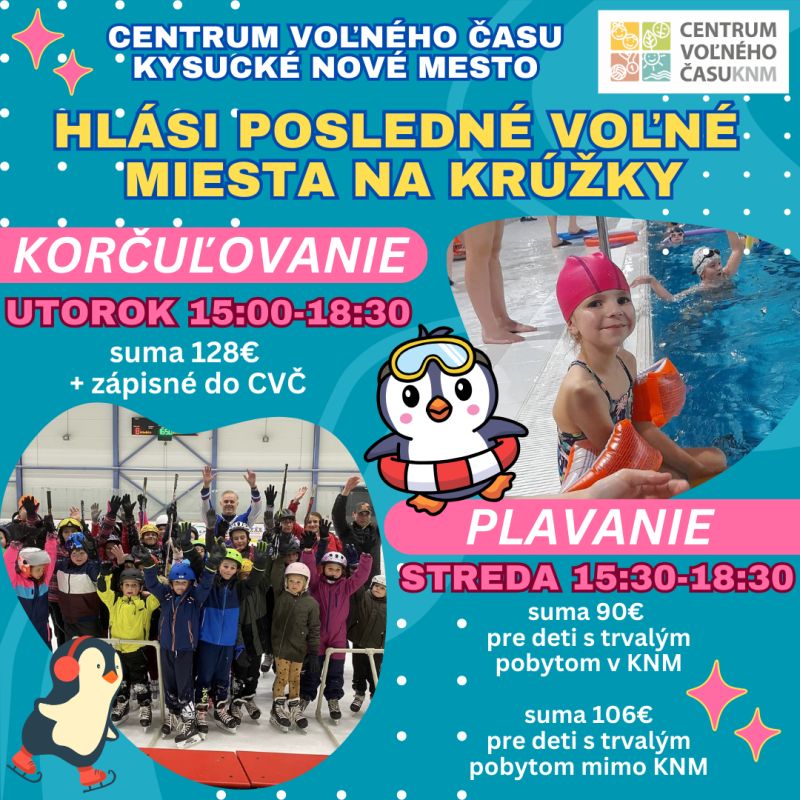 CENTRUM VOĽNÉHO ČASU
KYSUCKÉ NOVÉ MESTO
CENTRUM
VOĽNÉHO
ČASUKNM
HLÁSI POSLEDNÉ VOĽNÉ
MIESTA NA KRÚŽKY
KORČUĽOVANIE
UTOROK 15:00-18:30
suma 128€
+ zápisné do CVČ
PLAVANIE
STREDA 15:30-18:30
suma 90€
pre deti s trvalým
pobytom v KNM
suma 106€
pre deti s trvalým
pobytom mimo KNM